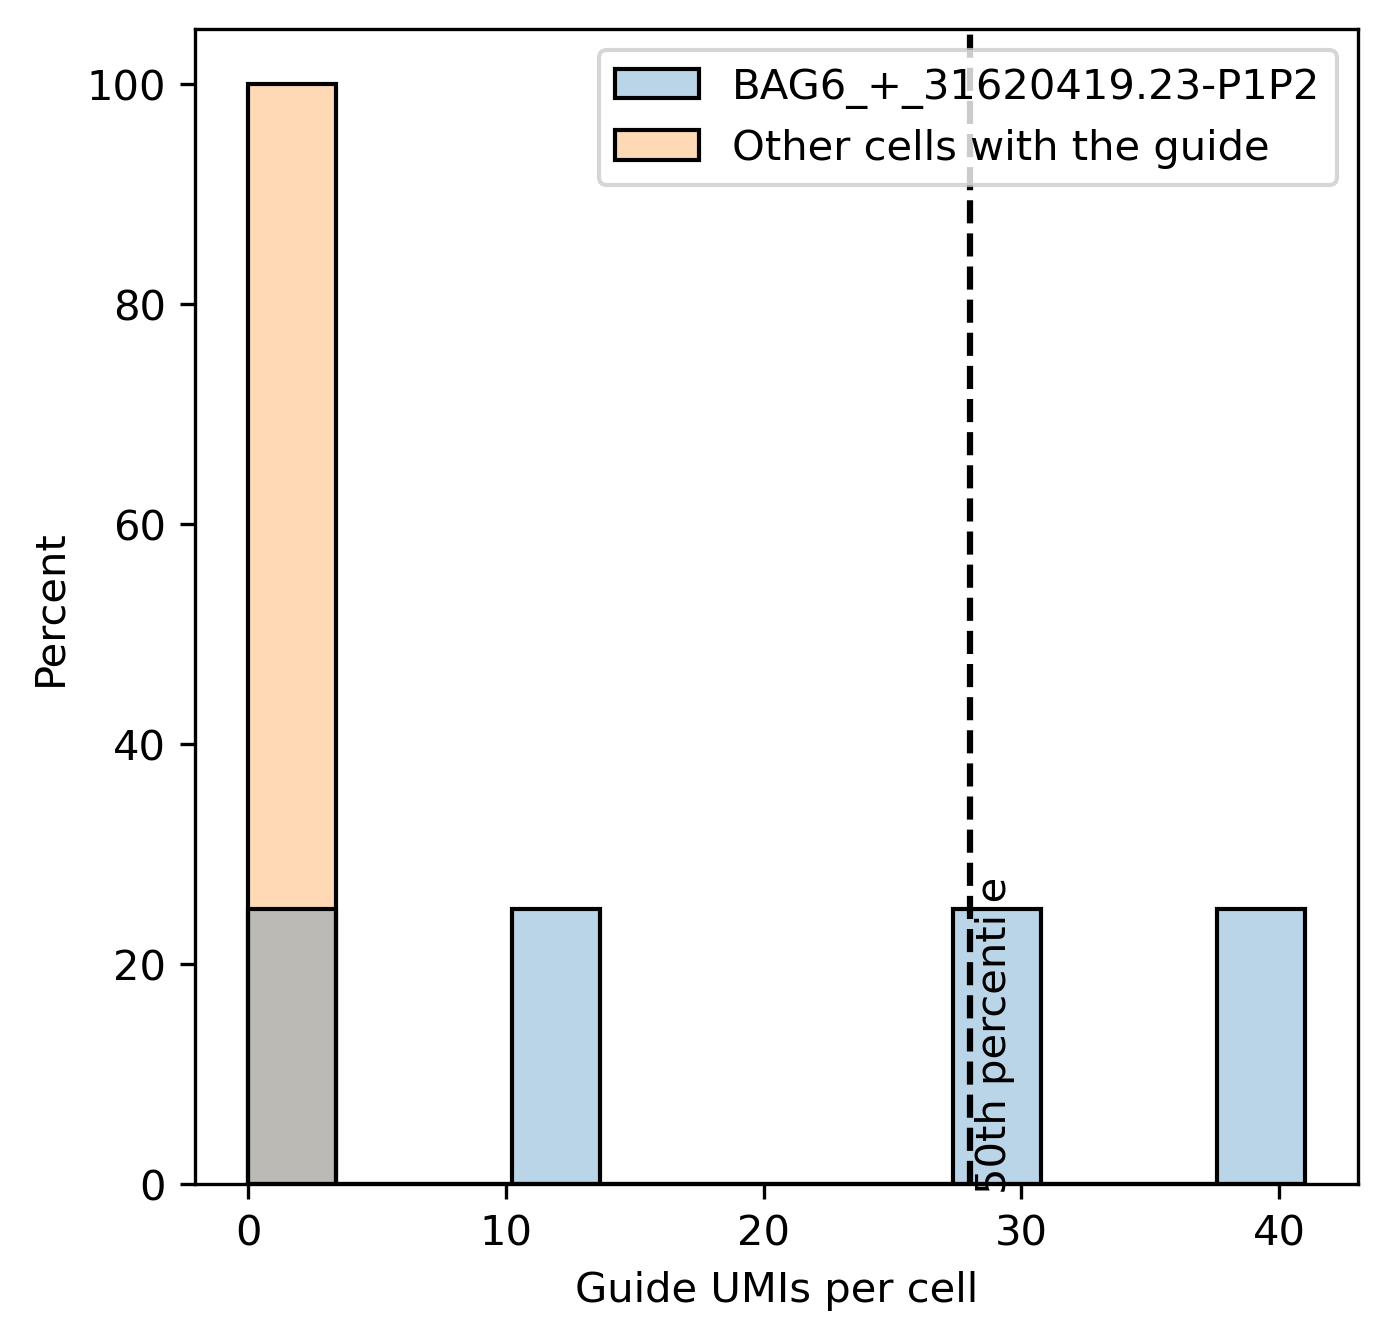 BAG6_+_31620419.23-P1P2
Other cells with the guide
100
80
60
40
20
0
Percent
50th percentile
0
10
20
30
40
Guide UMIs per cell